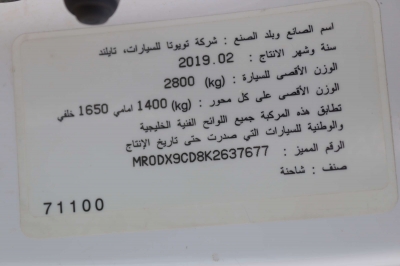 اسم الصانع وبلد الصنع : شركة تويوتا للسيارات، تايلند
سنة وشهر الانتاج : 2019.02
الوزن الأقصى للسيارة : (kg) 2800
الوزن الأقصى على كل محور : (kg) 1400 امامي 1650 خلفي
تطابق هذه المركبة جميع اللوائح الفنية الخليجية
والوطنية للسيارات التي صدرت حتى تاريخ الإنتاج
الرقم المميز : MR0DX9CD8K2637677
صنف : شاحنة
71100